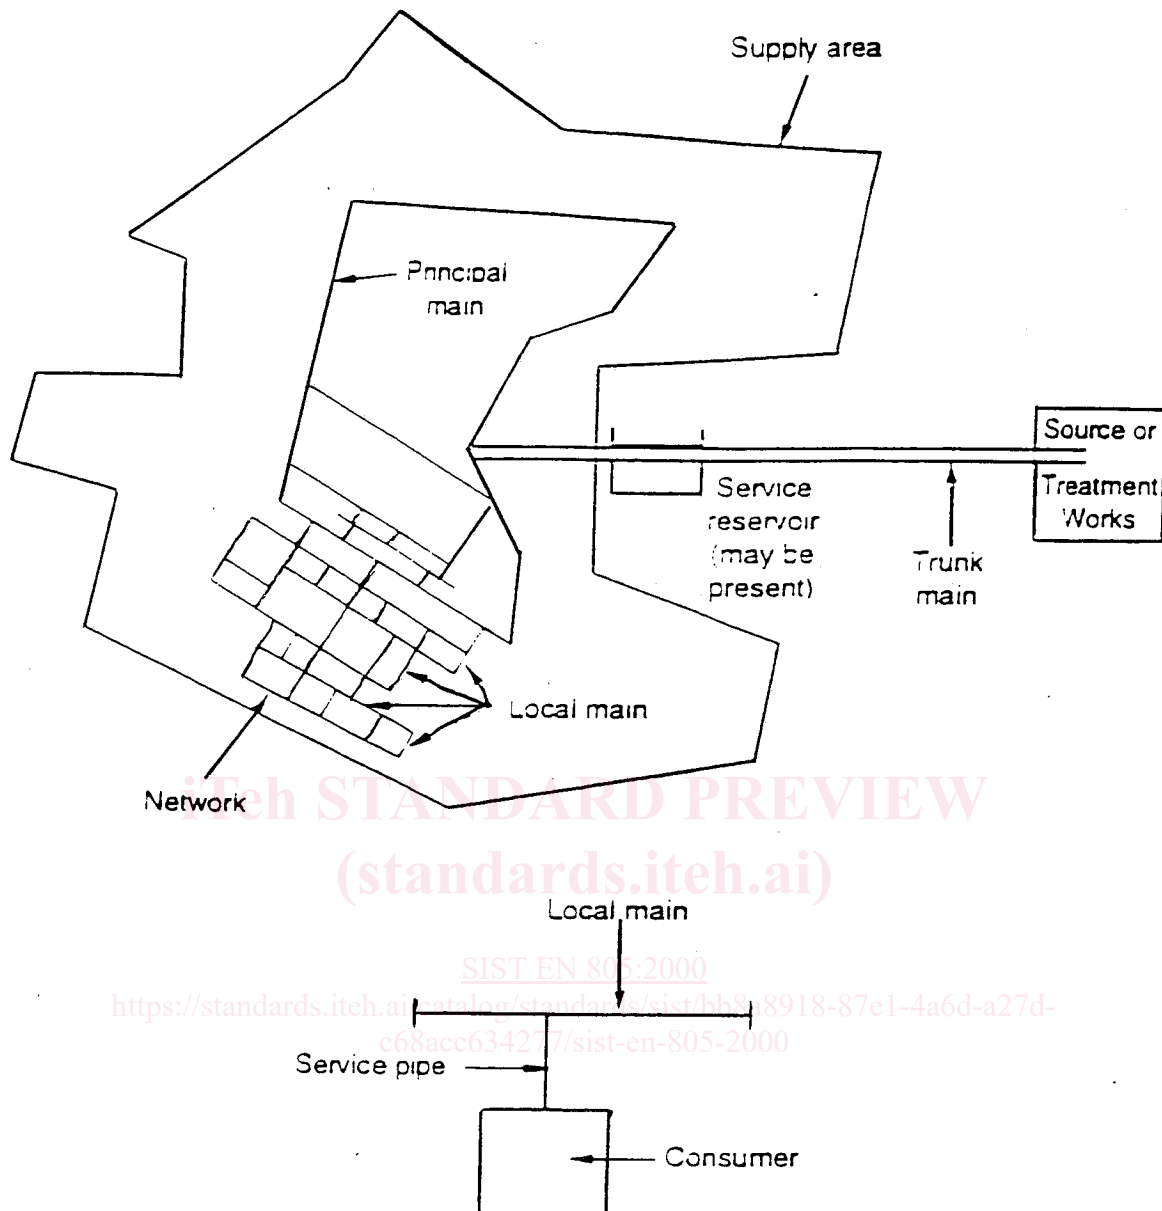 Supply area
Principal
main
Source or
Treatment
Works
Service
reservoir
(may be
present)
Trunk
main
Local main
Network
iTeh STANDARD PREVIEW
(standards.iteh.ai)
Local main
SIST EN 805:2000
https://standards.iteh.ai/catalog/standards/sist/bb8a8918-87e1-4a6d-a27d-
c68acc634277/sist-en-805-2000
Service pipe
Consumer